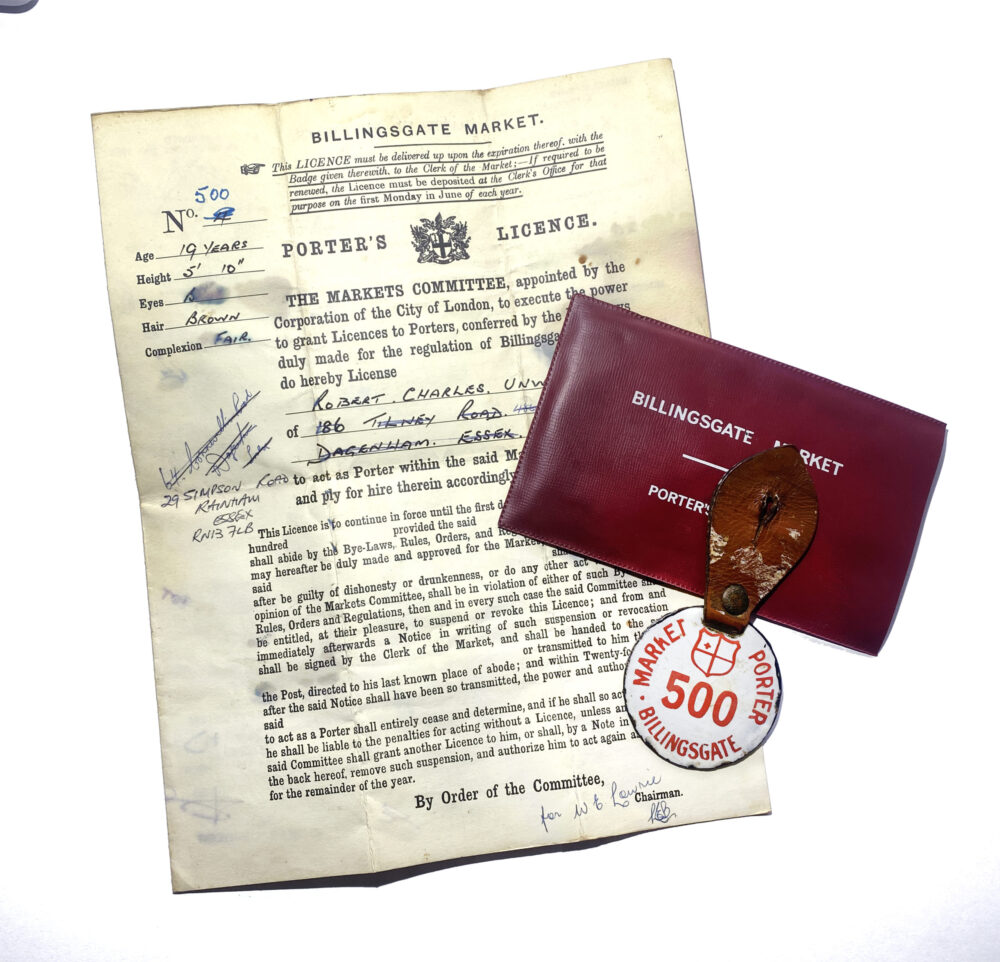 BILLINGSGATE MARKET.
This LICENCE must be delivered up upon the expiration thereof, with the
Badge given therewith, to the Clerk of the Market;—If required to be
renewed, the Licence must be deposited at the Clerk's Office for that
purpose on the first Monday in June of each year.
500
No.
Age 19 YEARS
Height 5' 10"
Eyes
Hair BROWN
Complexion FAIR.
PORTER'S LICENCE.
THE MARKETS COMMITTEE, appointed by the
Corporation of the City of London, to execute the power
to grant Licences to Porters, conferred by the
duly made for the regulation of
do hereby License
ROBERT. CHARLES.
of 186 TILNEY ROAD.
DAGENHAM. ESSEX.
to act as Porter within the said
and ply for hire therein accordingly
29 SIMPSON ROAD
RAINHAM
ESSEX
RN13 7LB
This Licence is to continue in force until the first
hundred provided the said
shall abide by the Bye-Laws, Rules, Orders, and
may hereafter be duly made and approved for the Market,
said
after be guilty of dishonesty or drunkenness, or do any other act
opinion of the Markets Committee, shall be in violation of either of such
Rules, Orders and Regulations, then and in every such case the said Committee
be entitled, at their pleasure, to suspend or revoke this Licence; and from and
immediately afterwards a Notice in writing of such suspension or revocation
shall be signed by the Clerk of the Market, and shall be handed to the
or transmitted to him
the Post, directed to his last known place of abode; and within
after the said Notice shall have been so transmitted, the power and
said
to act as a Porter shall entirely cease and determine, and if he shall so
he shall be liable to the penalties for acting without a Licence, unless
said Committee shall grant another Licence to him, or shall, by a Note in
the back hereof, remove such suspension, and authorize him to act again
for the remainder of the year.
By Order of the Committee,
for W E Lawrie
Chairman.
BILLINGSGATE
PORTER'S
MARKET PORTER
500
BILLINGSGATE